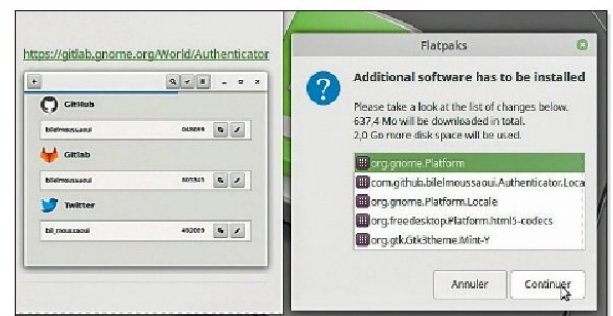 https://gitlab.gnome.org/World/Authenticator
GitHub
bilelmoussaoui
Gitlab
bilelmoussaoui
Twitter
bil_moussaoui
492089
Flatpaks
Additional software has to be installed
Please take a look at the list of changes below.
637,4 Mo will be downloaded in total.
2,0 Go more disk space will be used.
org.gnome.Platform
com.github.bilelmoussaoui.Authenticator.Loca
org.gnome.Platform.Locale
org.freedesktop.Platform.html5-codecs
org.gtk.Gtk3theme.Mint-Y
Annuler
Continuer